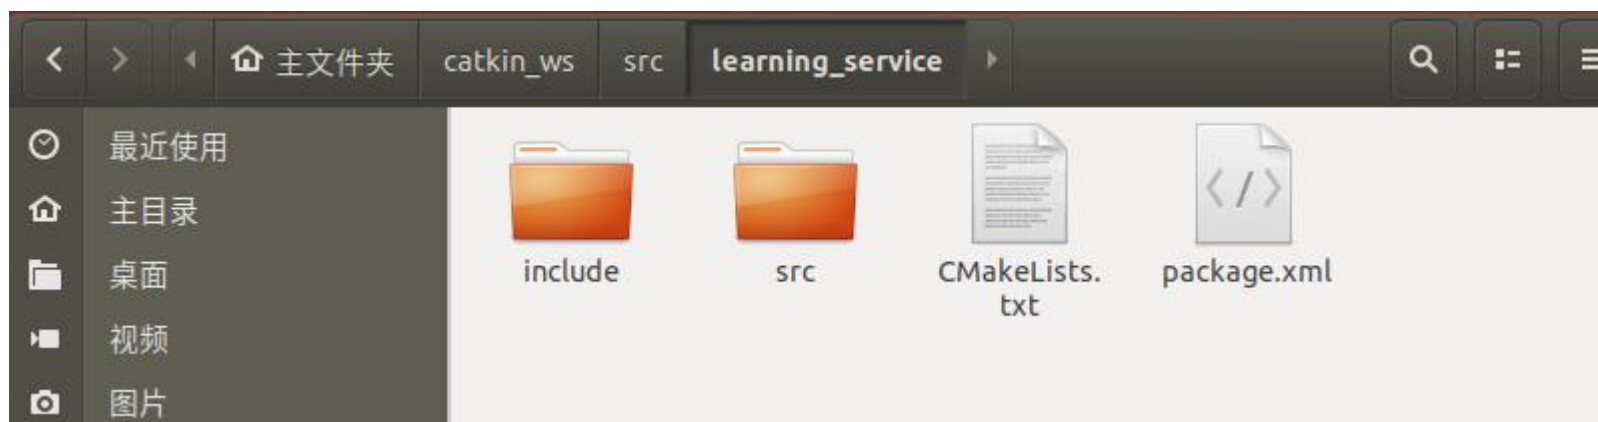 主文件夹 catkin_ws src learning_service
最近使用
主目录
桌面
视频
图片
include src CMakeLists.txt package.xml